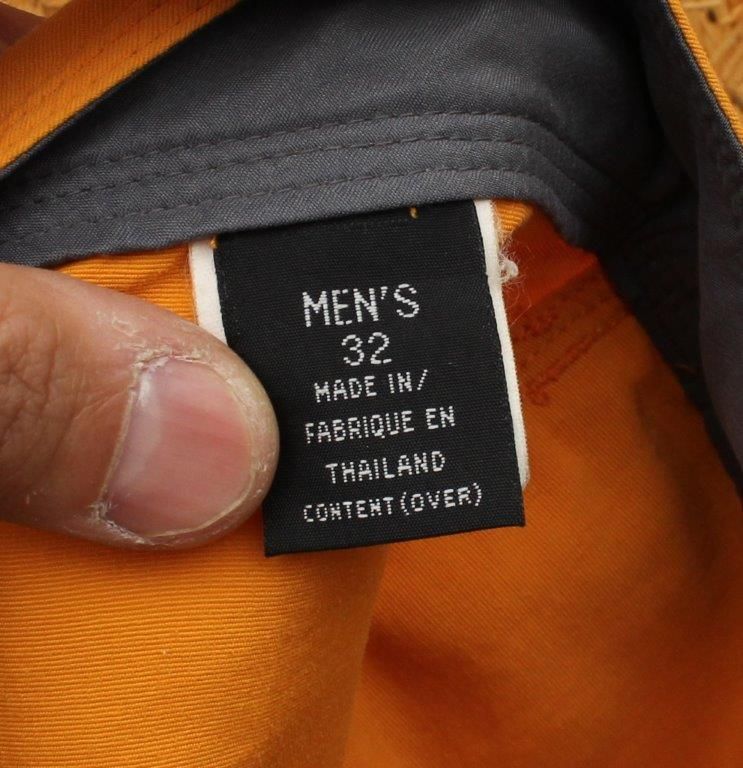 MEN'S
32
MADE IN/
FABRIQUE EN
THAILAND
CONTENT (OVER)